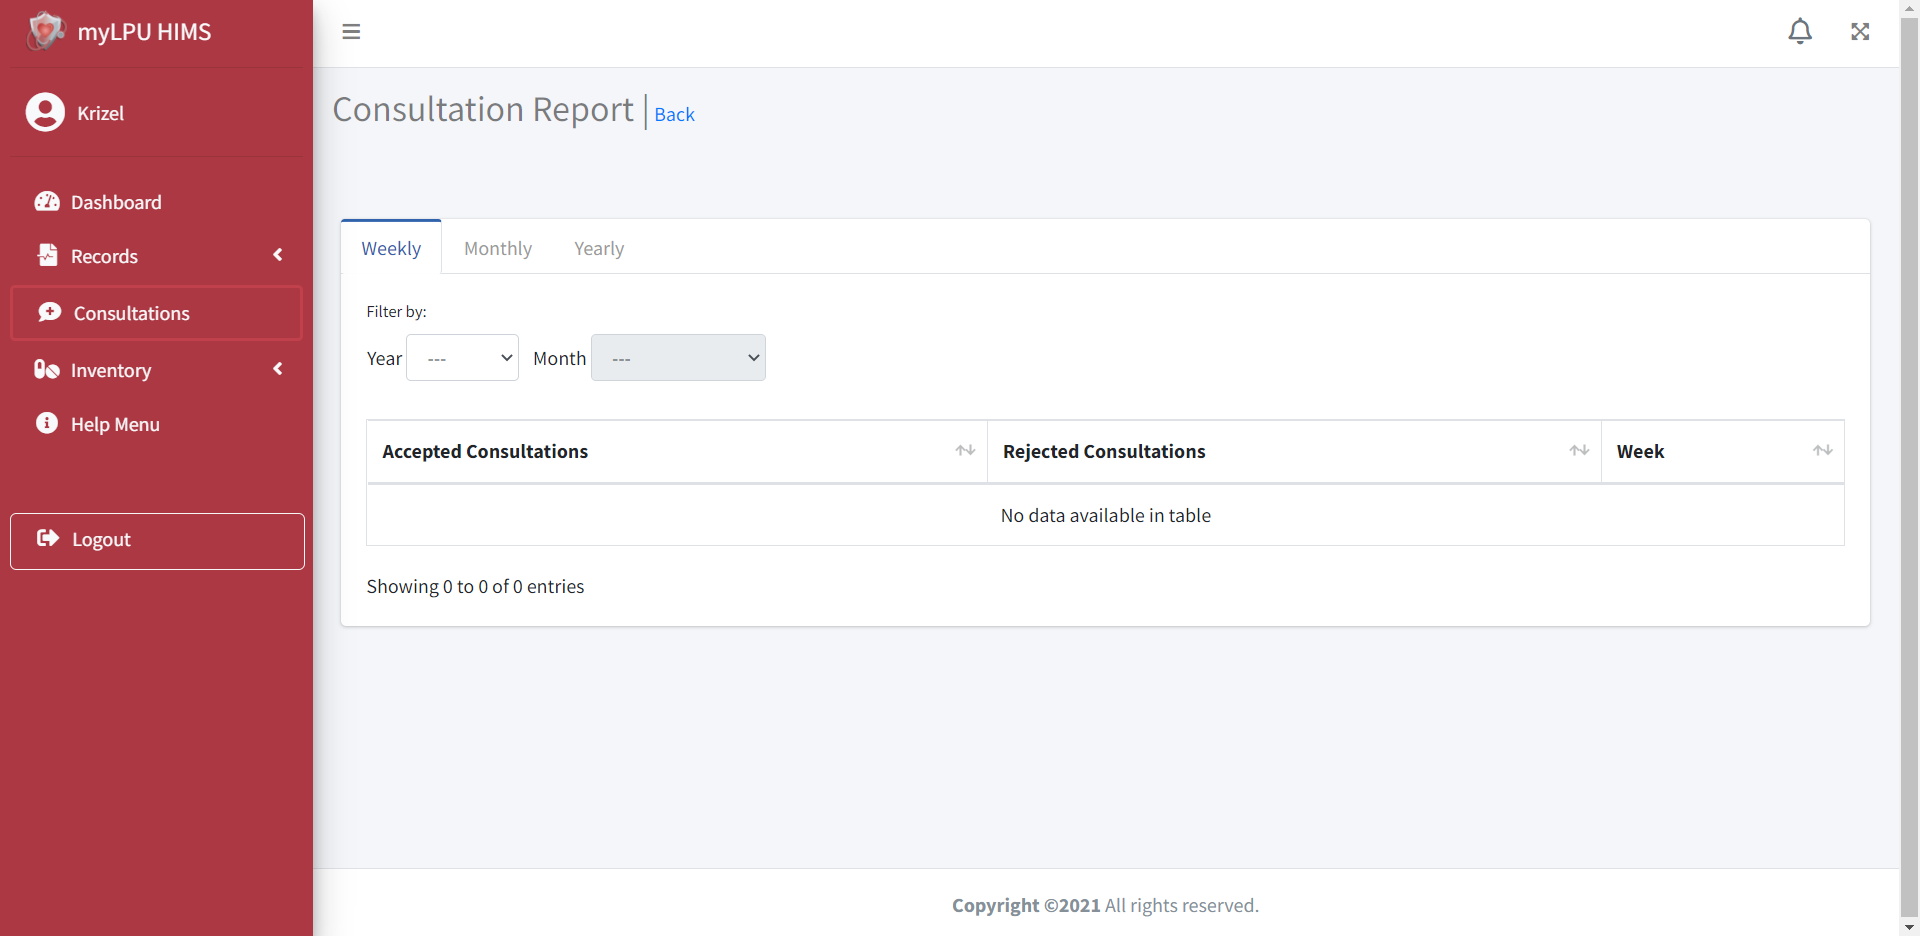 myLPU HIMS
Krizel
Dashboard
Records
Consultations
Inventory
Help Menu
Logout
Consultation Report | Back
Weekly Monthly Yearly
Filter by:
Year --- Month ---
Accepted Consultations Rejected Consultations Week
No data available in table
Showing 0 to 0 of 0 entries
Copyright ©2021 All rights reserved.